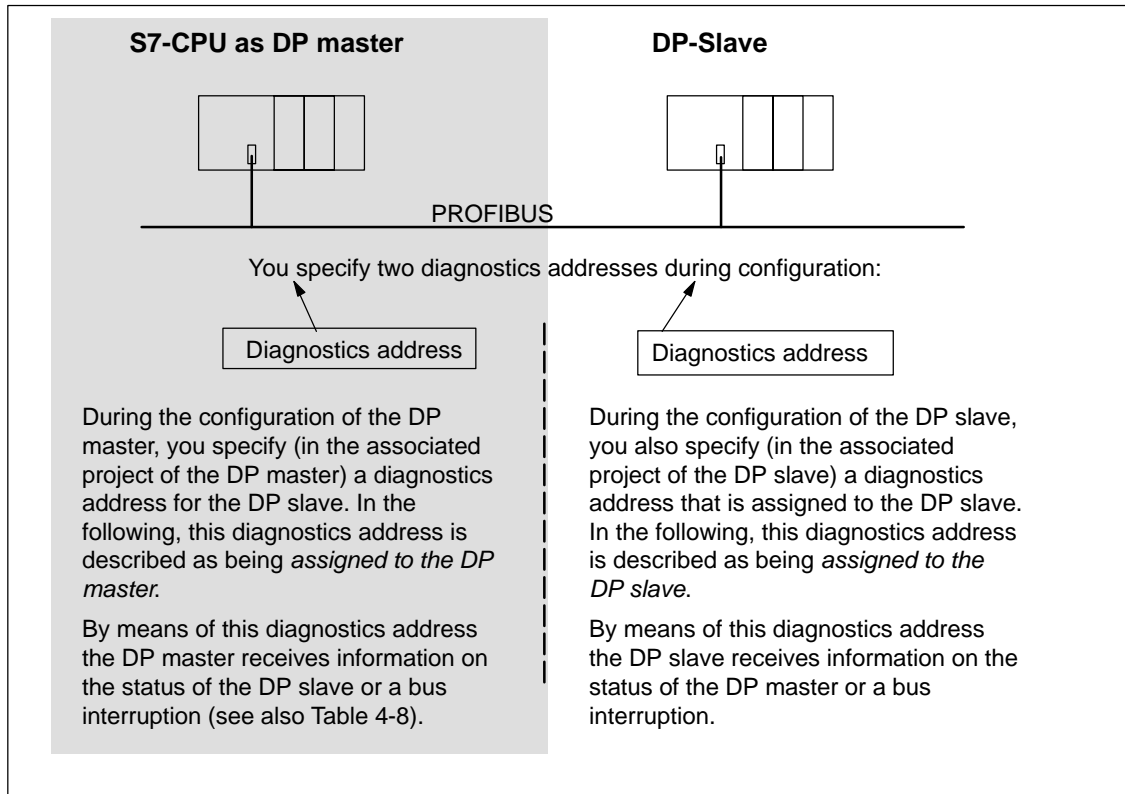 S7-CPU as DP master
DP-Slave
PROFIBUS
You specify two diagnostics addresses during configuration:
Diagnostics address
Diagnostics address
During the configuration of the DP
master, you specify (in the associated
project of the DP master) a diagnostics
address for the DP slave. In the
following, this diagnostics address is
described as being assigned to the DP
master.
By means of this diagnostics address
the DP master receives information on
the status of the DP slave or a bus
interruption (see also Table 4-8).
During the configuration of the DP slave,
you also specify (in the associated
project of the DP slave) a diagnostics
address that is assigned to the DP slave.
In the following, this diagnostics address
is described as being assigned to the
DP slave.
By means of this diagnostics address
the DP slave receives information on the
status of the DP master or a bus
interruption.